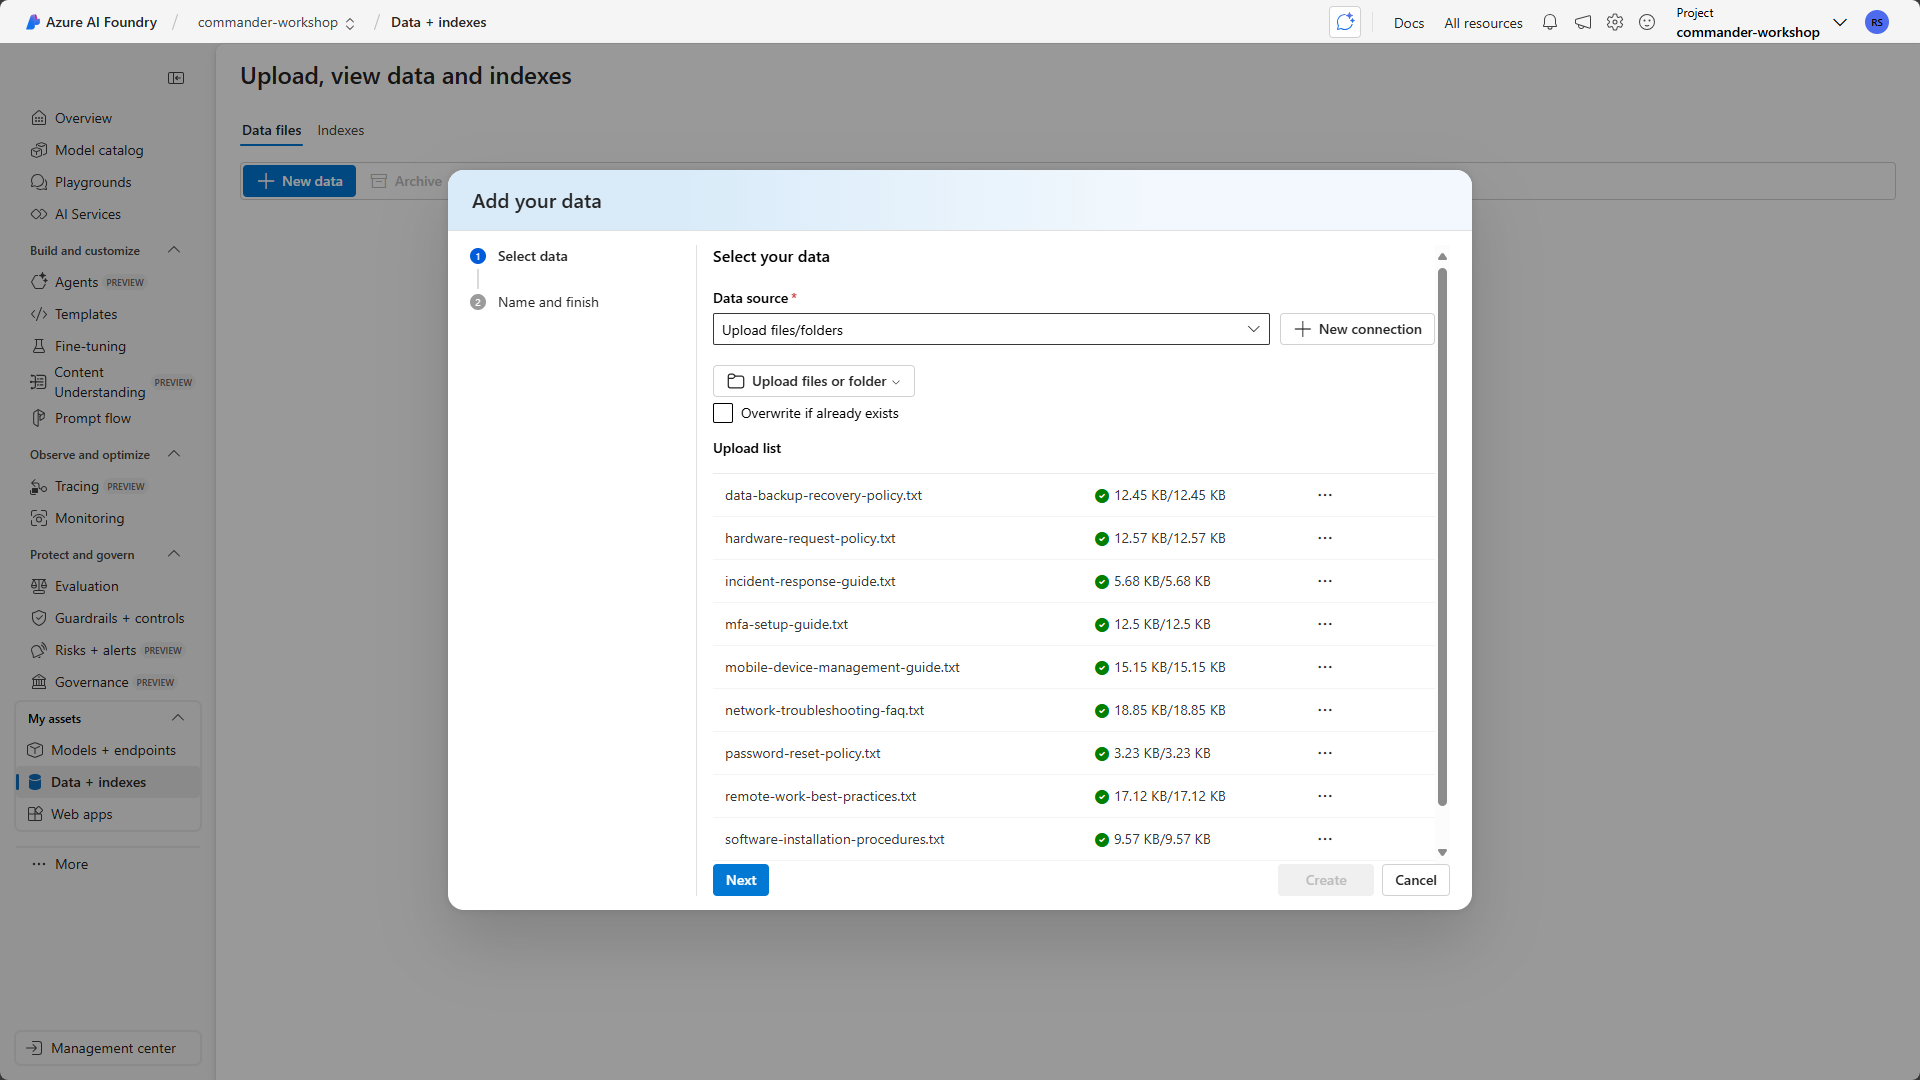 Azure AI Foundry / commander-workshop / Data + indexes
Docs All resources
Project
commander-workshop
RS
Upload, view data and indexes
Overview
Model catalog
Playgrounds
AI Services
Build and customize
Agents PREVIEW
Templates
Fine-tuning
Content
Understanding PREVIEW
Prompt flow
Observe and optimize
Tracing PREVIEW
Monitoring
Protect and govern
Evaluation
Guardrails + controls
Risks + alerts PREVIEW
Governance PREVIEW
My assets
Models + endpoints
Data + indexes
Web apps
More
Management center
Data files Indexes
New data Archive
Add your data
1 Select data
2 Name and finish
Select your data
Data source *
Upload files/folders
New connection
Upload files or folder
Overwrite if already exists
Upload list
data-backup-recovery-policy.txt 12.45 KB/12.45 KB
hardware-request-policy.txt 12.57 KB/12.57 KB
incident-response-guide.txt 5.68 KB/5.68 KB
mfa-setup-guide.txt 12.5 KB/12.5 KB
mobile-device-management-guide.txt 15.15 KB/15.15 KB
network-troubleshooting-faq.txt 18.85 KB/18.85 KB
password-reset-policy.txt 3.23 KB/3.23 KB
remote-work-best-practices.txt 17.12 KB/17.12 KB
software-installation-procedures.txt 9.57 KB/9.57 KB
Next Create Cancel